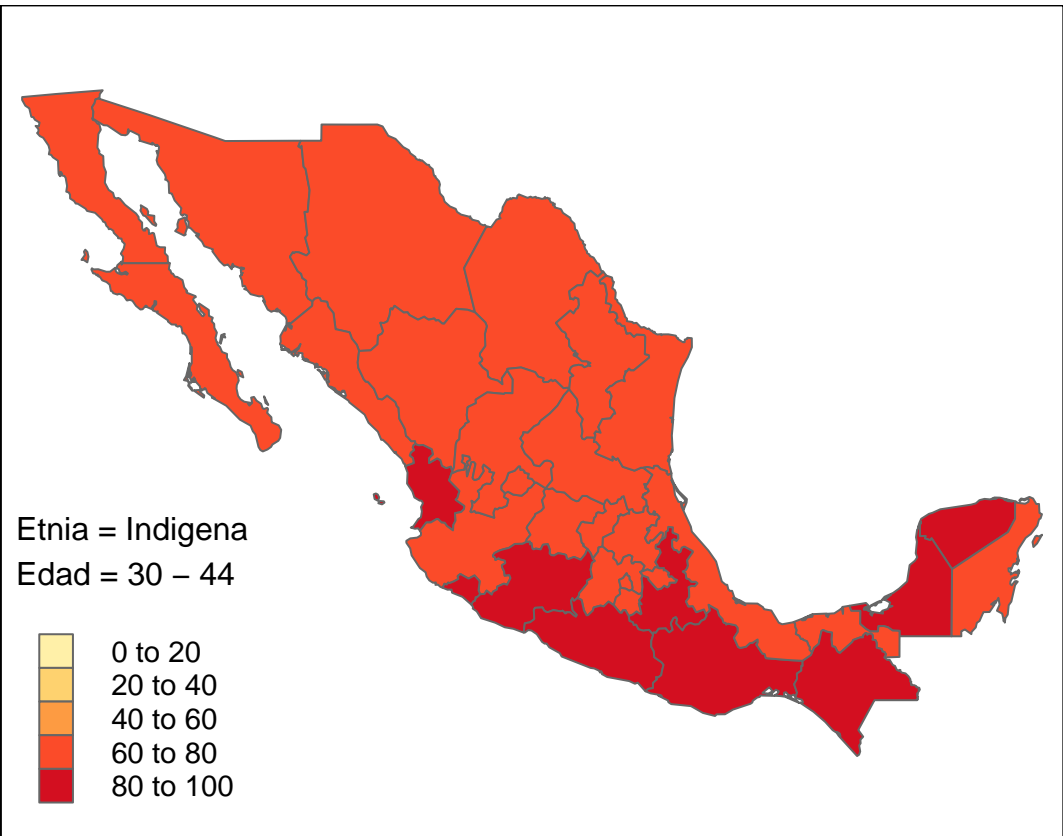 Etnia = Indigena
Edad = 30 − 44
0 to 20
20 to 40
40 to 60
60 to 80
80 to 100